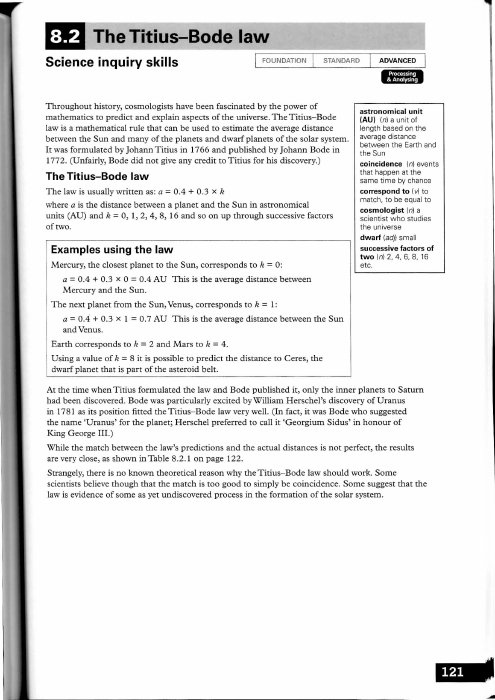 8.2 The Titius–Bode law
Science inquiry skills
FOUNDATION STANDARD ADVANCED
Processing
& Analysing
Throughout history, cosmologists have been fascinated by the power of
mathematics to predict and explain aspects of the universe. The Titius–Bode
law is a mathematical rule that can be used to estimate the average distance
between the Sun and many of the planets and dwarf planets of the solar system.
It was formulated by Johann Titius in 1766 and published by Johann Bode in
1772. (Unfairly, Bode did not give any credit to Titius for his discovery.)
The Titius–Bode law
The law is usually written as: a = 0.4 + 0.3 × k
where a is the distance between a planet and the Sun in astronomical
units (AU) and k = 0, 1, 2, 4, 8, 16 and so on up through successive factors
of two.
Examples using the law
Mercury, the closest planet to the Sun, corresponds to k = 0:
a = 0.4 + 0.3 × 0 = 0.4 AU This is the average distance between
Mercury and the Sun.
The next planet from the Sun, Venus, corresponds to k = 1:
a = 0.4 + 0.3 × 1 = 0.7 AU This is the average distance between the Sun
and Venus.
Earth corresponds to k = 2 and Mars to k = 4.
Using a value of k = 8 it is possible to predict the distance to Ceres, the
dwarf planet that is part of the asteroid belt.
astronomical unit
(AU) (n) a unit of
length based on the
average distance
between the Earth and
the Sun
coincidence (n) events
that happen at the
same time by chance
correspond to (v) to
match, to be equal to
cosmologist (n) a
scientist who studies
the universe
dwarf (adj) small
successive factors of
two (n) 2, 4, 6, 8, 16
etc.
At the time when Titius formulated the law and Bode published it, only the inner planets to Saturn
had been discovered. Bode was particularly excited by William Herschel's discovery of Uranus
in 1781 as its position fitted the Titius–Bode law very well. (In fact, it was Bode who suggested
the name 'Uranus' for the planet; Herschel preferred to call it 'Georgium Sidus' in honour of
King George III.)
While the match between the law's predictions and the actual distances is not perfect, the results
are very close, as shown in Table 8.2.1 on page 122.
Strangely, there is no known theoretical reason why the Titius–Bode law should work. Some
scientists believe though that the match is too good to simply be coincidence. Some suggest that the
law is evidence of some as yet undiscovered process in the formation of the solar system.
121